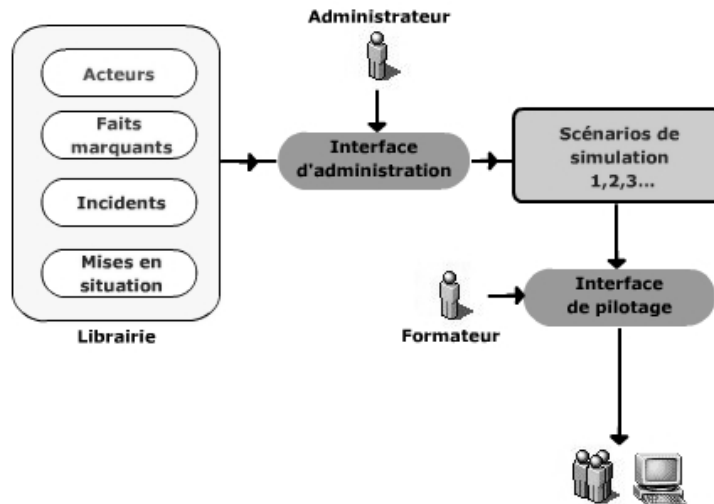 Administrateur
Acteurs
Faits
marquants
Incidents
Mises en
situation
Librairie
Interface
d'administration
Scénarios de
simulation
1,2,3...
Interface
de pilotage
Formateur